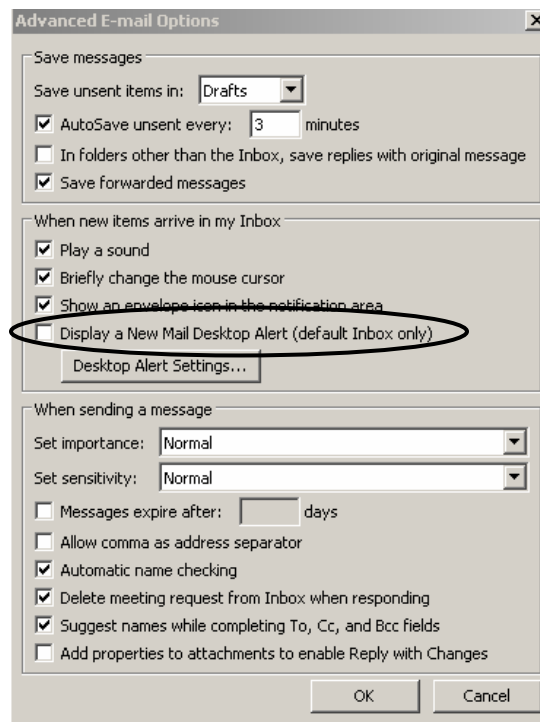 Advanced E-mail Options
Save messages
Save unsent items in: Drafts
AutoSave unsent every: 3 minutes
In folders other than the Inbox, save replies with original message
Save forwarded messages
When new items arrive in my Inbox
Play a sound
Briefly change the mouse cursor
Show an envelope icon in the notification area
Display a New Mail Desktop Alert (default Inbox only)
Desktop Alert Settings...
When sending a message
Set importance: Normal
Set sensitivity: Normal
Messages expire after: days
Allow comma as address separator
Automatic name checking
Delete meeting request from Inbox when responding
Suggest names while completing To, Cc, and Bcc fields
Add properties to attachments to enable Reply with Changes
OK Cancel